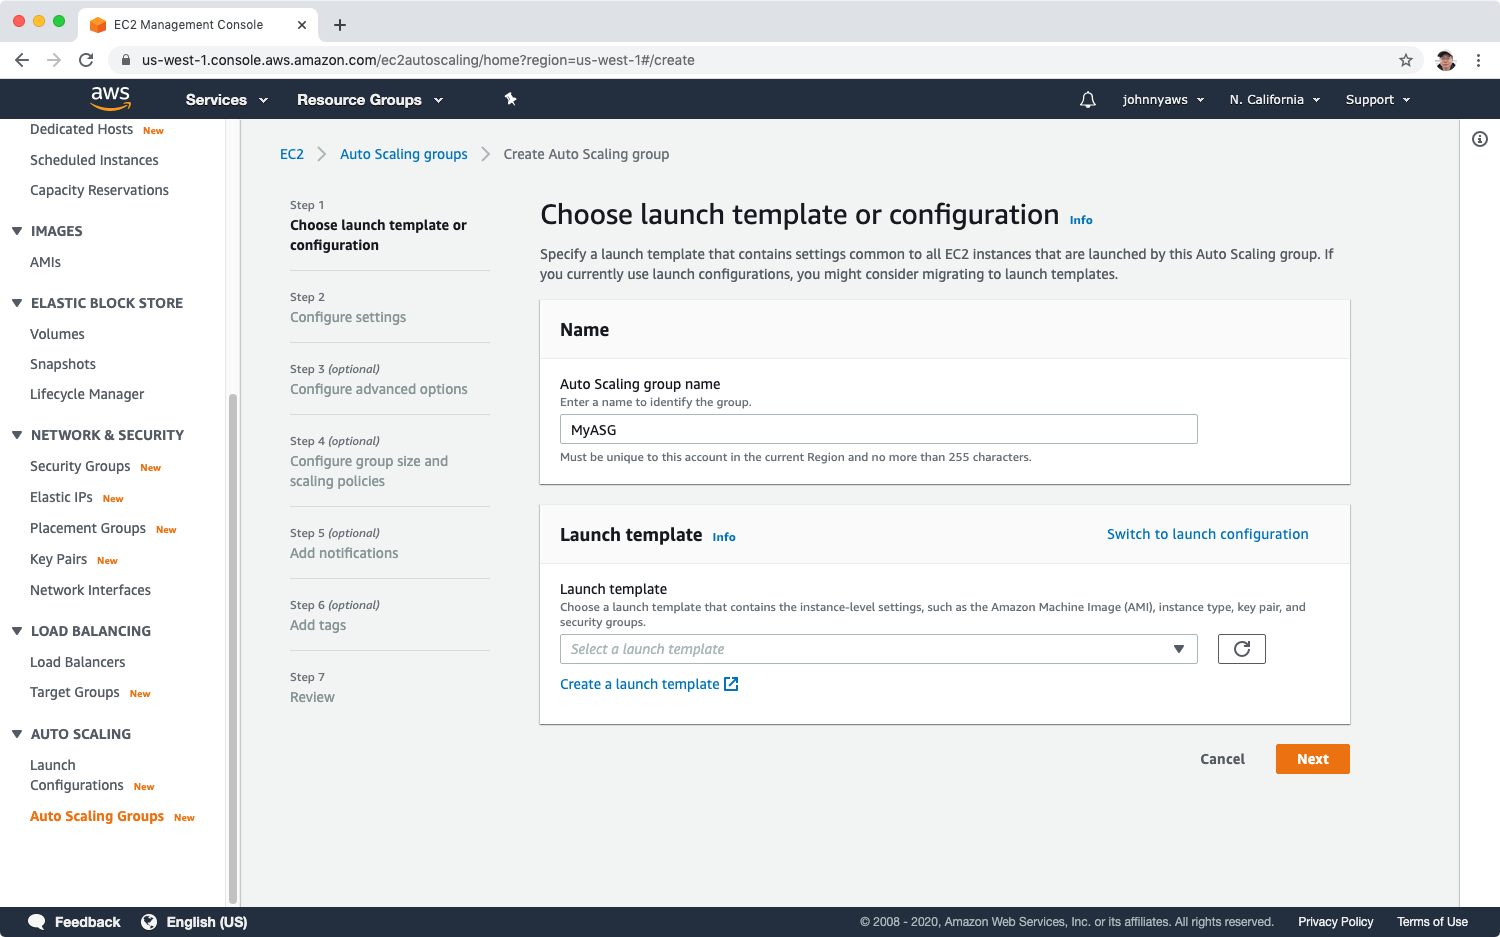 EC2 Management Console
us-west-1.console.aws.amazon.com/ec2autoscaling/home?region=us-west-1#/create
aws
Services
Resource Groups
johnnyaws
N. California
Support
Dedicated Hosts New
Scheduled Instances
Capacity Reservations
IMAGES
AMIs
ELASTIC BLOCK STORE
Volumes
Snapshots
Lifecycle Manager
NETWORK & SECURITY
Security Groups New
Elastic IPs New
Placement Groups New
Key Pairs New
Network Interfaces
LOAD BALANCING
Load Balancers
Target Groups New
AUTO SCALING
Launch
Configurations New
Auto Scaling Groups New
EC2
Auto Scaling groups
Create Auto Scaling group
Step 1
Choose launch template or
configuration
Step 2
Configure settings
Step 3 (optional)
Configure advanced options
Step 4 (optional)
Configure group size and
scaling policies
Step 5 (optional)
Add notifications
Step 6 (optional)
Add tags
Step 7
Review
Choose launch template or configuration Info
Specify a launch template that contains settings common to all EC2 instances that are launched by this Auto Scaling group. If
you currently use launch configurations, you might consider migrating to launch templates.
Name
Auto Scaling group name
Enter a name to identify the group.
MyASG
Must be unique to this account in the current Region and no more than 255 characters.
Launch template Info
Switch to launch configuration
Launch template
Choose a launch template that contains the instance-level settings, such as the Amazon Machine Image (AMI), instance type, key pair, and
security groups.
Select a launch template
Create a launch template
Cancel
Next
Feedback
English (US)
© 2008 - 2020, Amazon Web Services, Inc. or its affiliates. All rights reserved.
Privacy Policy
Terms of Use